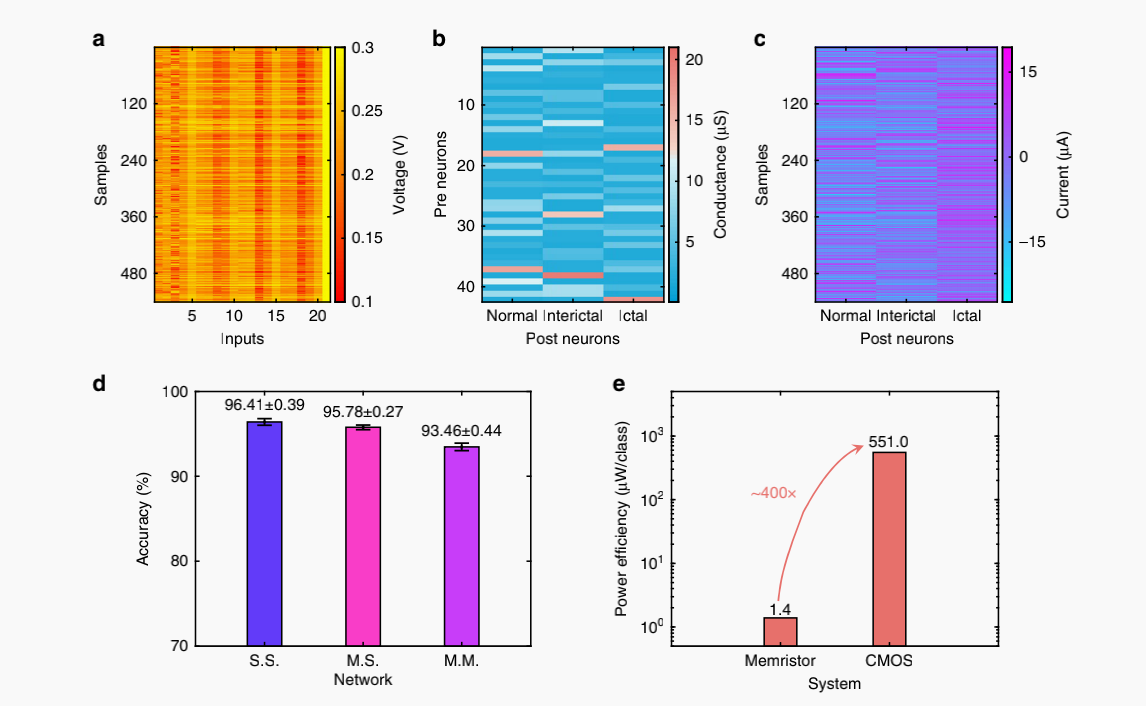 a
Samples
120
240
360
480
5 10 15 20
Inputs
0.3
0.25
0.2
0.15
0.1
Voltage (V)
b
Pre neurons
10
20
30
40
Normal Interictal Ictal
Post neurons
20
15
10
5
Conductance (μS)
c
Samples
120
240
360
480
Normal Interictal Ictal
Post neurons
15
0
−15
Current (μA)
d
Accuracy (%)
100
90
80
70
96.41±0.39
95.78±0.27
93.46±0.44
S.S. M.S. M.M.
Network
e
Power efficiency (μW/class)
10³
10²
10¹
10⁰
~400×
1.4
551.0
Memristor CMOS
System